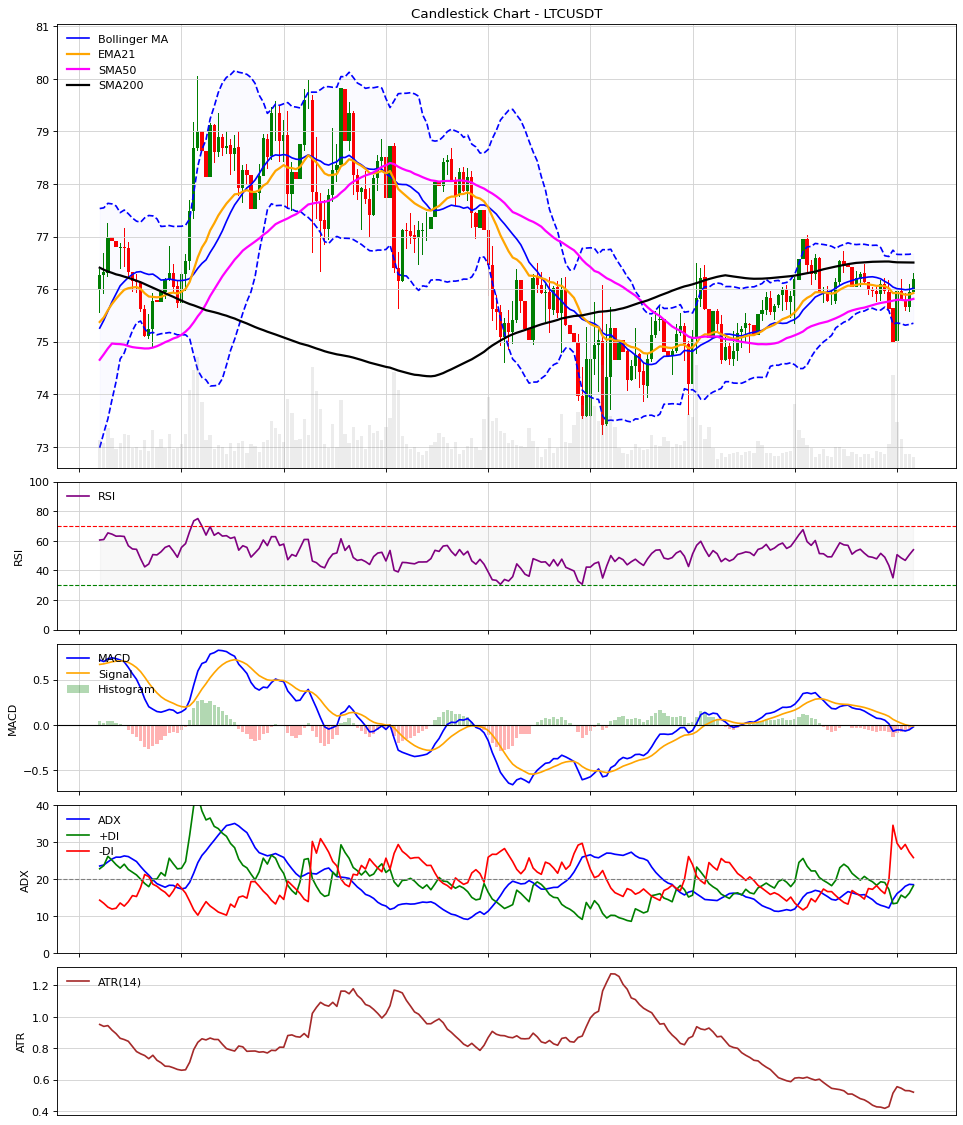 Candlestick Chart - LTCUSDT
81
80
79
78
77
76
75
74
73
Bollinger MA
EMA21
SMA50
SMA200
100
80
60
40
20
0
RSI
RSI
0.5
0.0
−0.5
MACD
MACD
Signal
Histogram
40
30
20
10
0
ADX
ADX
+DI
-DI
1.2
1.0
0.8
0.6
0.4
ATR
ATR(14)